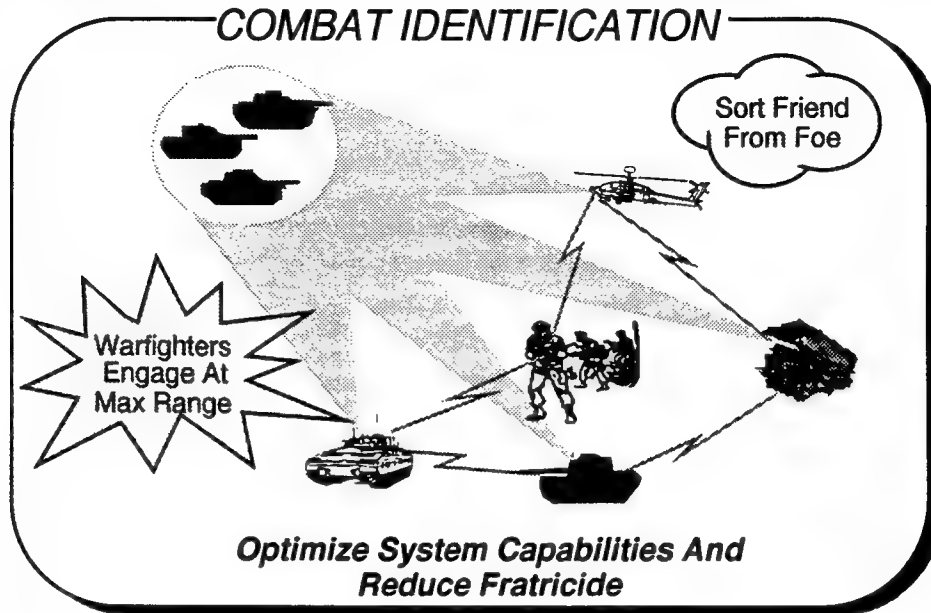 COMBAT IDENTIFICATION
Sort Friend
From Foe
Warfighters
Engage At
Max Range
Optimize System Capabilities And
Reduce Fratricide